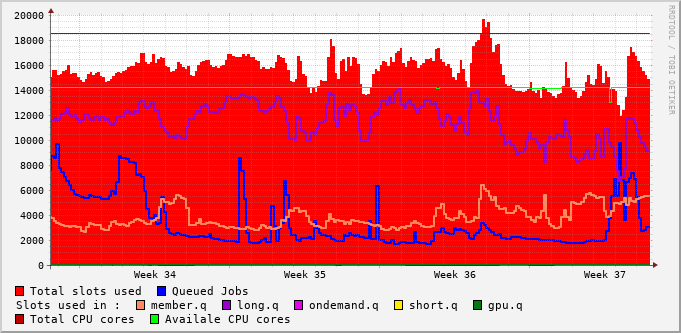 RRDTOOL / TOBI OETIKER
20000
18000
16000
14000
12000
10000
8000
6000
4000
2000
0
Week 34 Week 35 Week 36 Week 37
Total slots used Queued Jobs
Slots used in : member.q long.q ondemand.q short.q gpu.q
Total CPU cores Availale CPU cores